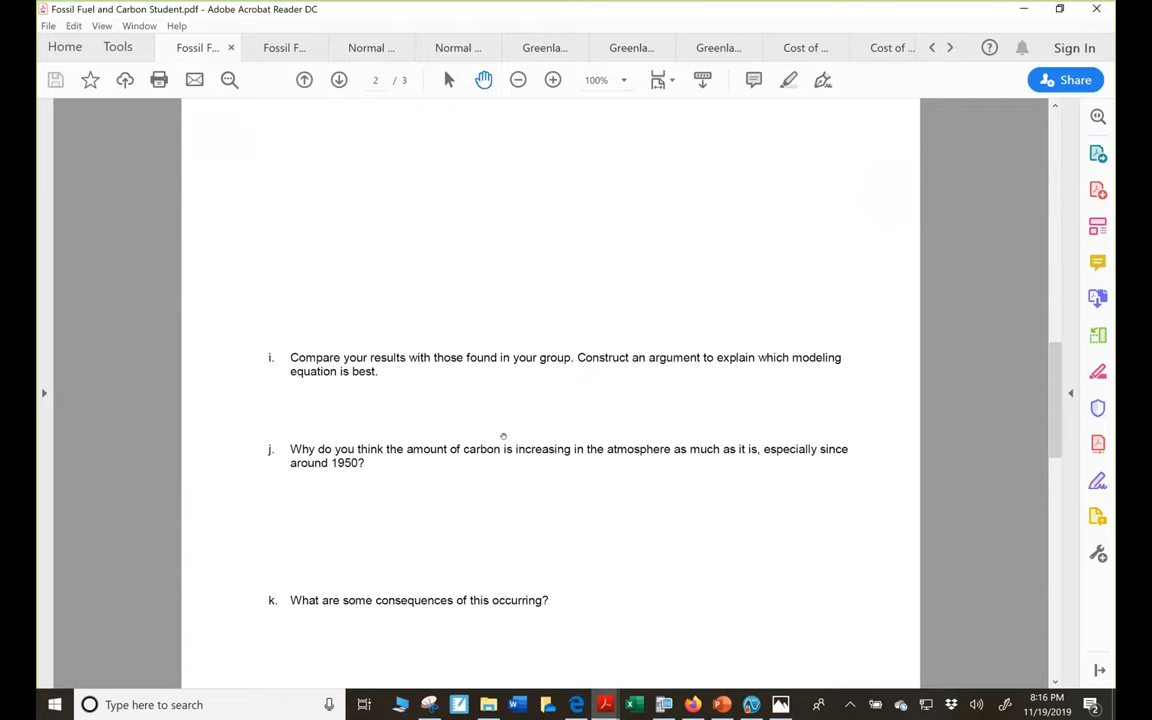 Fossil Fuel and Carbon Student.pdf - Adobe Acrobat Reader DC
File Edit View Window Help
Home Tools Fossil F... Fossil F... Normal ... Normal ... Greenla... Greenla... Greenla... Cost of ... Cost of ... Sign In
2 / 3 100% Share
i. Compare your results with those found in your group. Construct an argument to explain which modeling
equation is best.
j. Why do you think the amount of carbon is increasing in the atmosphere as much as it is, especially since
around 1950?
k. What are some consequences of this occurring?
Type here to search
8:16 PM
11/19/2019
2